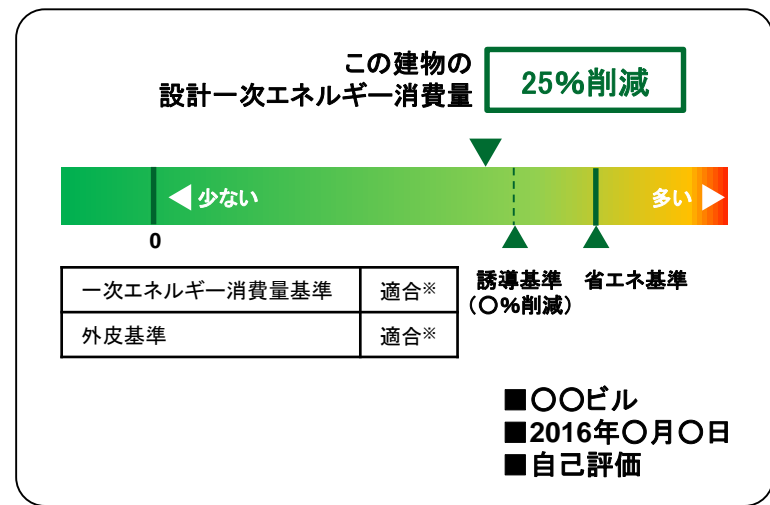 この建物の
設計一次エネルギー消費量
25%削減
少ない
多い
0
誘導基準
(〇%削減)
省エネ基準
一次エネルギー消費量基準 適合※
外皮基準 適合※
■〇〇ビル
■2016年〇月〇日
■自己評価